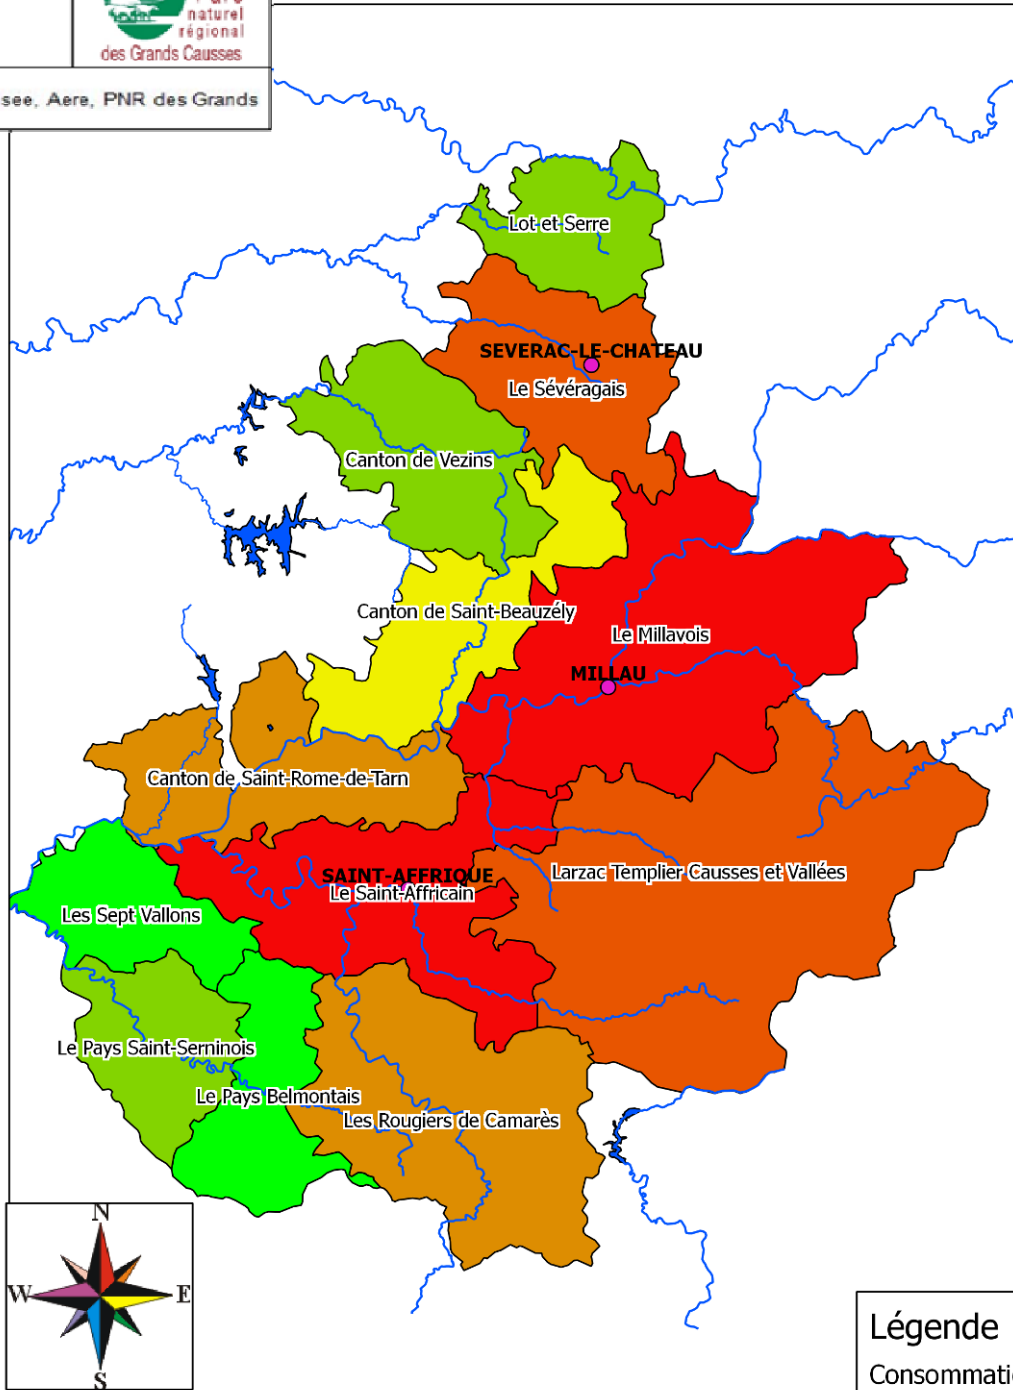 naturel
régional
des Grands Causses
see, Aere, PNR des Grands
Lot et Serre
SEVERAC-LE-CHATEAU
Le Sévéragais
Canton de Vezins
Canton de Saint-Beauzély
Le Millavois
MILLAU
Canton de Saint-Rome-de-Tarn
SAINT-AFFRIQUE
Le Saint-Affricain
Larzac Templier Causses et Vallées
Les Sept Vallons
Le Pays Saint-Serninois
Le Pays Belmontais
Les Rougiers de Camarès
N
W
E
S
Légende
Consommati